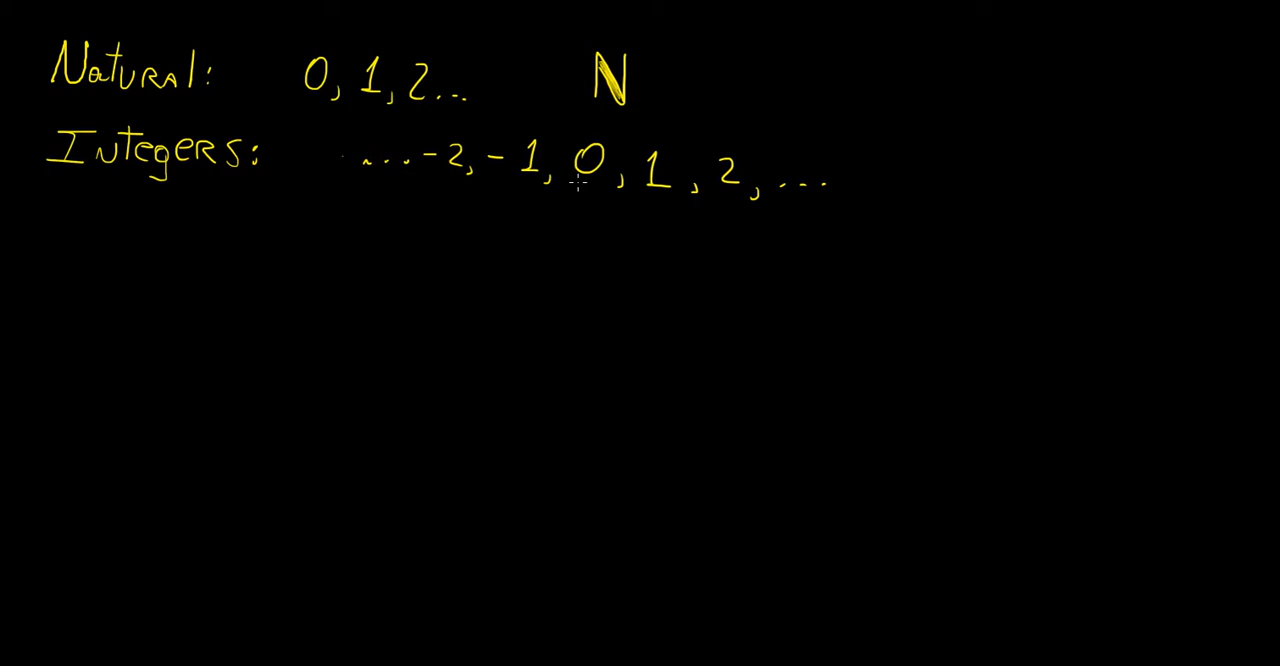 Natural: 0, 1, 2... N
Integers: ...-2, -1, 0, 1, 2, ...